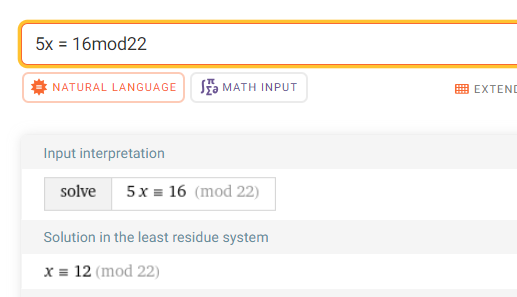 5x = 16mod22
NATURAL LANGUAGE ∫Σ∂π MATH INPUT EXTEND
Input interpretation
solve 5 x ≡ 16 (mod 22)
Solution in the least residue system
x ≡ 12 (mod 22)